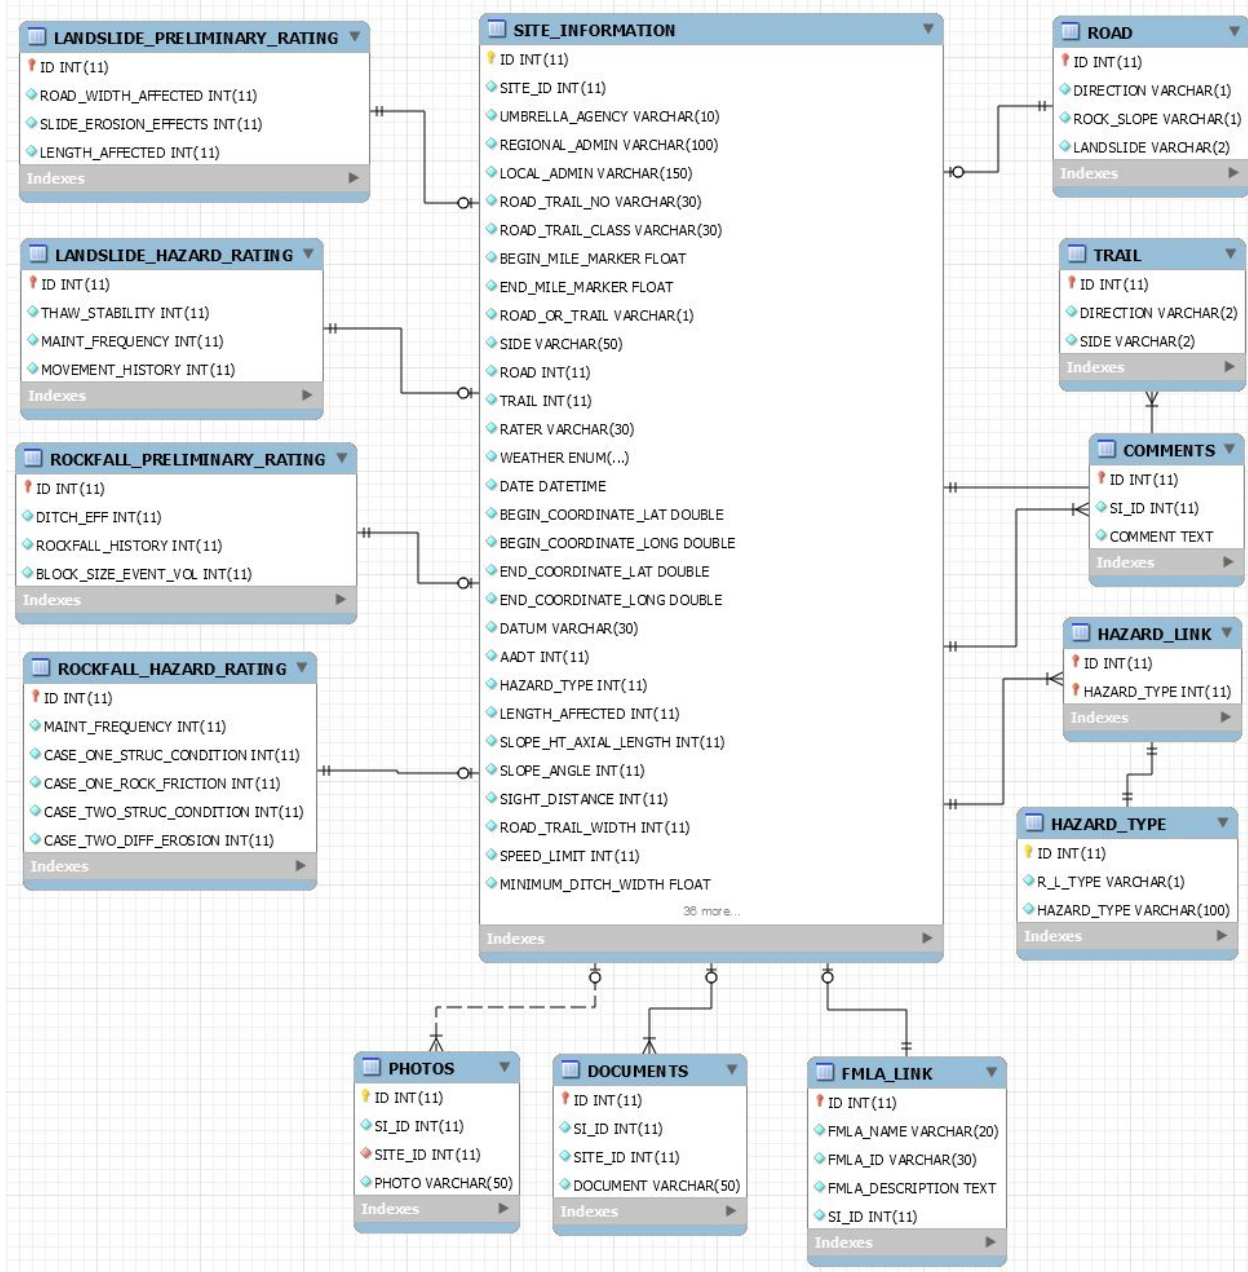 LANDSLIDE_PRELIMINARY_RATING
ID INT(11)
ROAD_WIDTH_AFFECTED INT(11)
SLIDE_EROSION_EFFECTS INT(11)
LENGTH_AFFECTED INT(11)
Indexes
LANDSLIDE_HAZARD_RATING
ID INT(11)
THAW_STABILITY INT(11)
MAINT_FREQUENCY INT(11)
MOVEMENT_HISTORY INT(11)
Indexes
ROCKFALL_PRELIMINARY_RATING
ID INT(11)
DITCH_EFF INT(11)
ROCKFALL_HISTORY INT(11)
BLOCK_SIZE_EVENT_VOL INT(11)
Indexes
ROCKFALL_HAZARD_RATING
ID INT(11)
MAINT_FREQUENCY INT(11)
CASE_ONE_STRUC_CONDITION INT(11)
CASE_ONE_ROCK_FRICTION INT(11)
CASE_TWO_STRUC_CONDITION INT(11)
CASE_TWO_DIFF_EROSION INT(11)
Indexes
SITE_INFORMATION
ID INT(11)
SITE_ID INT(11)
UMBRELLA_AGENCY VARCHAR(10)
REGIONAL_ADMIN VARCHAR(100)
LOCAL_ADMIN VARCHAR(150)
ROAD_TRAIL_NO VARCHAR(30)
ROAD_TRAIL_CLASS VARCHAR(30)
BEGIN_MILE_MARKER FLOAT
END_MILE_MARKER FLOAT
ROAD_OR_TRAIL VARCHAR(1)
SIDE VARCHAR(50)
ROAD INT(11)
TRAIL INT(11)
RATER VARCHAR(30)
WEATHER ENUM(...)
DATE DATETIME
BEGIN_COORDINATE_LAT DOUBLE
BEGIN_COORDINATE_LONG DOUBLE
END_COORDINATE_LAT DOUBLE
END_COORDINATE_LONG DOUBLE
DATUM VARCHAR(30)
AADT INT(11)
HAZARD_TYPE INT(11)
LENGTH_AFFECTED INT(11)
SLOPE_HT_AXIAL_LENGTH INT(11)
SLOPE_ANGLE INT(11)
SIGHT_DISTANCE INT(11)
ROAD_TRAIL_WIDTH INT(11)
SPEED_LIMIT INT(11)
MINIMUM_DITCH_WIDTH FLOAT
36 more...
Indexes
ROAD
ID INT(11)
DIRECTION VARCHAR(1)
ROCK_SLOPE VARCHAR(1)
LANDSLIDE VARCHAR(2)
Indexes
TRAIL
ID INT(11)
DIRECTION VARCHAR(2)
SIDE VARCHAR(2)
Indexes
COMMENTS
ID INT(11)
SI_ID INT(11)
COMMENT TEXT
Indexes
HAZARD_LINK
ID INT(11)
HAZARD_TYPE INT(11)
Indexes
HAZARD_TYPE
ID INT(11)
R_L_TYPE VARCHAR(1)
HAZARD_TYPE VARCHAR(100)
Indexes
PHOTOS
ID INT(11)
SI_ID INT(11)
SITE_ID INT(11)
PHOTO VARCHAR(50)
Indexes
DOCUMENTS
ID INT(11)
SI_ID INT(11)
SITE_ID INT(11)
DOCUMENT VARCHAR(50)
Indexes
FMLA_LINK
ID INT(11)
FMLA_NAME VARCHAR(20)
FMLA_ID VARCHAR(30)
FMLA_DESCRIPTION TEXT
SI_ID INT(11)
Indexes